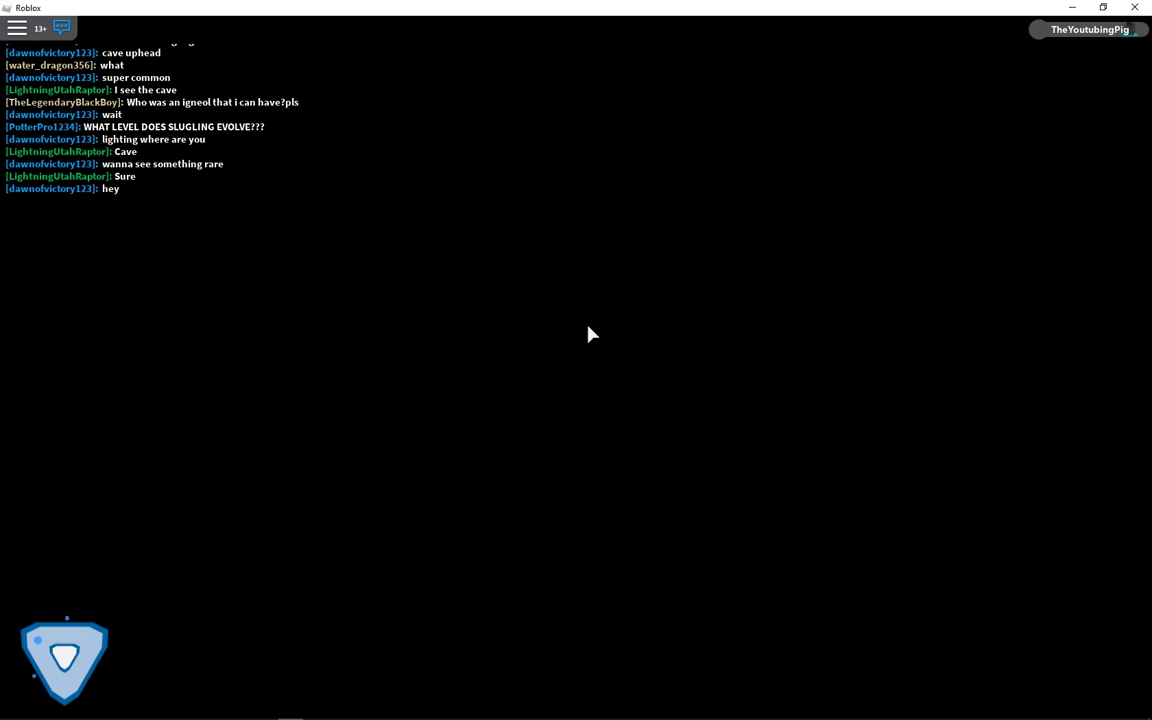 Roblox
13+
TheYoutubingPig
[dawnofvictory123]: cave uphead
[water_dragon356]: what
[dawnofvictory123]: super common
[LightningUtahRaptor]: I see the cave
[TheLegendaryBlackBoy]: Who was an igneol that i can have?pls
[dawnofvictory123]: wait
[PotterPro1234]: WHAT LEVEL DOES SLUGLING EVOLVE???
[dawnofvictory123]: lighting where are you
[LightningUtahRaptor]: Cave
[dawnofvictory123]: wanna see something rare
[LightningUtahRaptor]: Sure
[dawnofvictory123]: hey